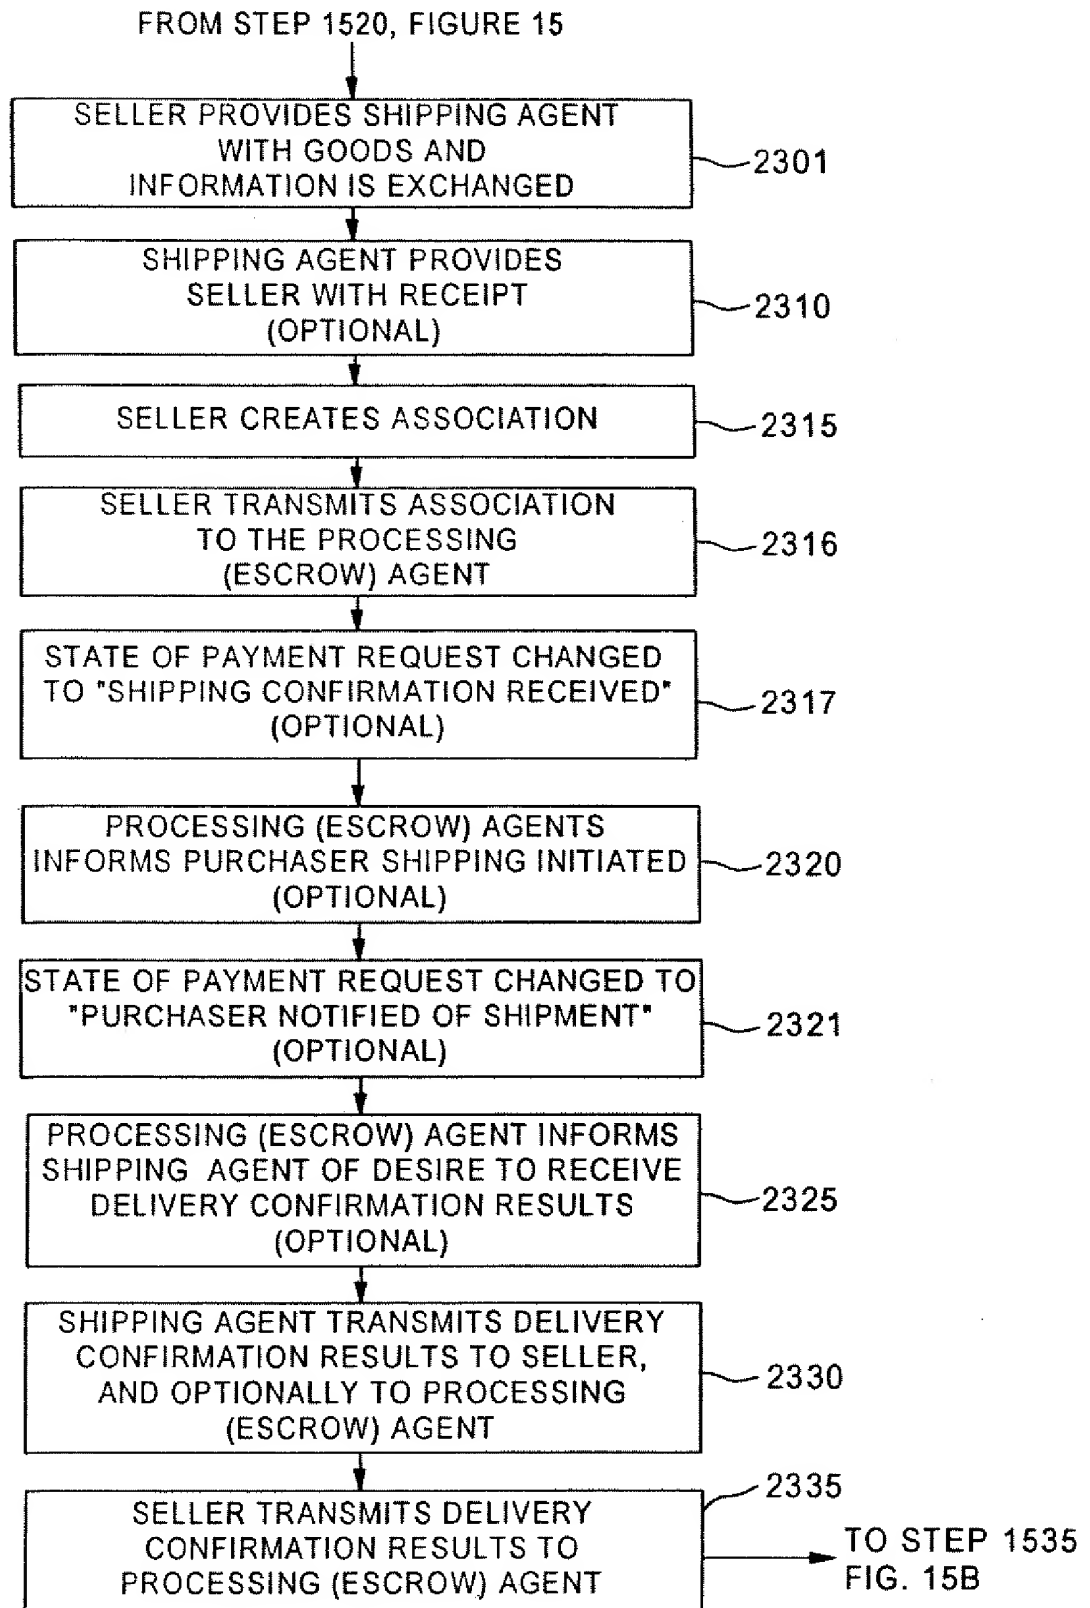 FROM STEP 1520, FIGURE 15
SELLER PROVIDES SHIPPING AGENT
WITH GOODS AND
INFORMATION IS EXCHANGED
2301
SHIPPING AGENT PROVIDES
SELLER WITH RECEIPT
(OPTIONAL)
2310
SELLER CREATES ASSOCIATION
2315
SELLER TRANSMITS ASSOCIATION
TO THE PROCESSING
(ESCROW) AGENT
2316
STATE OF PAYMENT REQUEST CHANGED
TO "SHIPPING CONFIRMATION RECEIVED"
(OPTIONAL)
2317
PROCESSING (ESCROW) AGENTS
INFORMS PURCHASER SHIPPING INITIATED
(OPTIONAL)
2320
STATE OF PAYMENT REQUEST CHANGED TO
"PURCHASER NOTIFIED OF SHIPMENT"
(OPTIONAL)
2321
PROCESSING (ESCROW) AGENT INFORMS
SHIPPING AGENT OF DESIRE TO RECEIVE
DELIVERY CONFIRMATION RESULTS
(OPTIONAL)
2325
SHIPPING AGENT TRANSMITS DELIVERY
CONFIRMATION RESULTS TO SELLER,
AND OPTIONALLY TO PROCESSING
(ESCROW) AGENT
2330
SELLER TRANSMITS DELIVERY
CONFIRMATION RESULTS TO
PROCESSING (ESCROW) AGENT
2335
TO STEP 1535
FIG. 15B